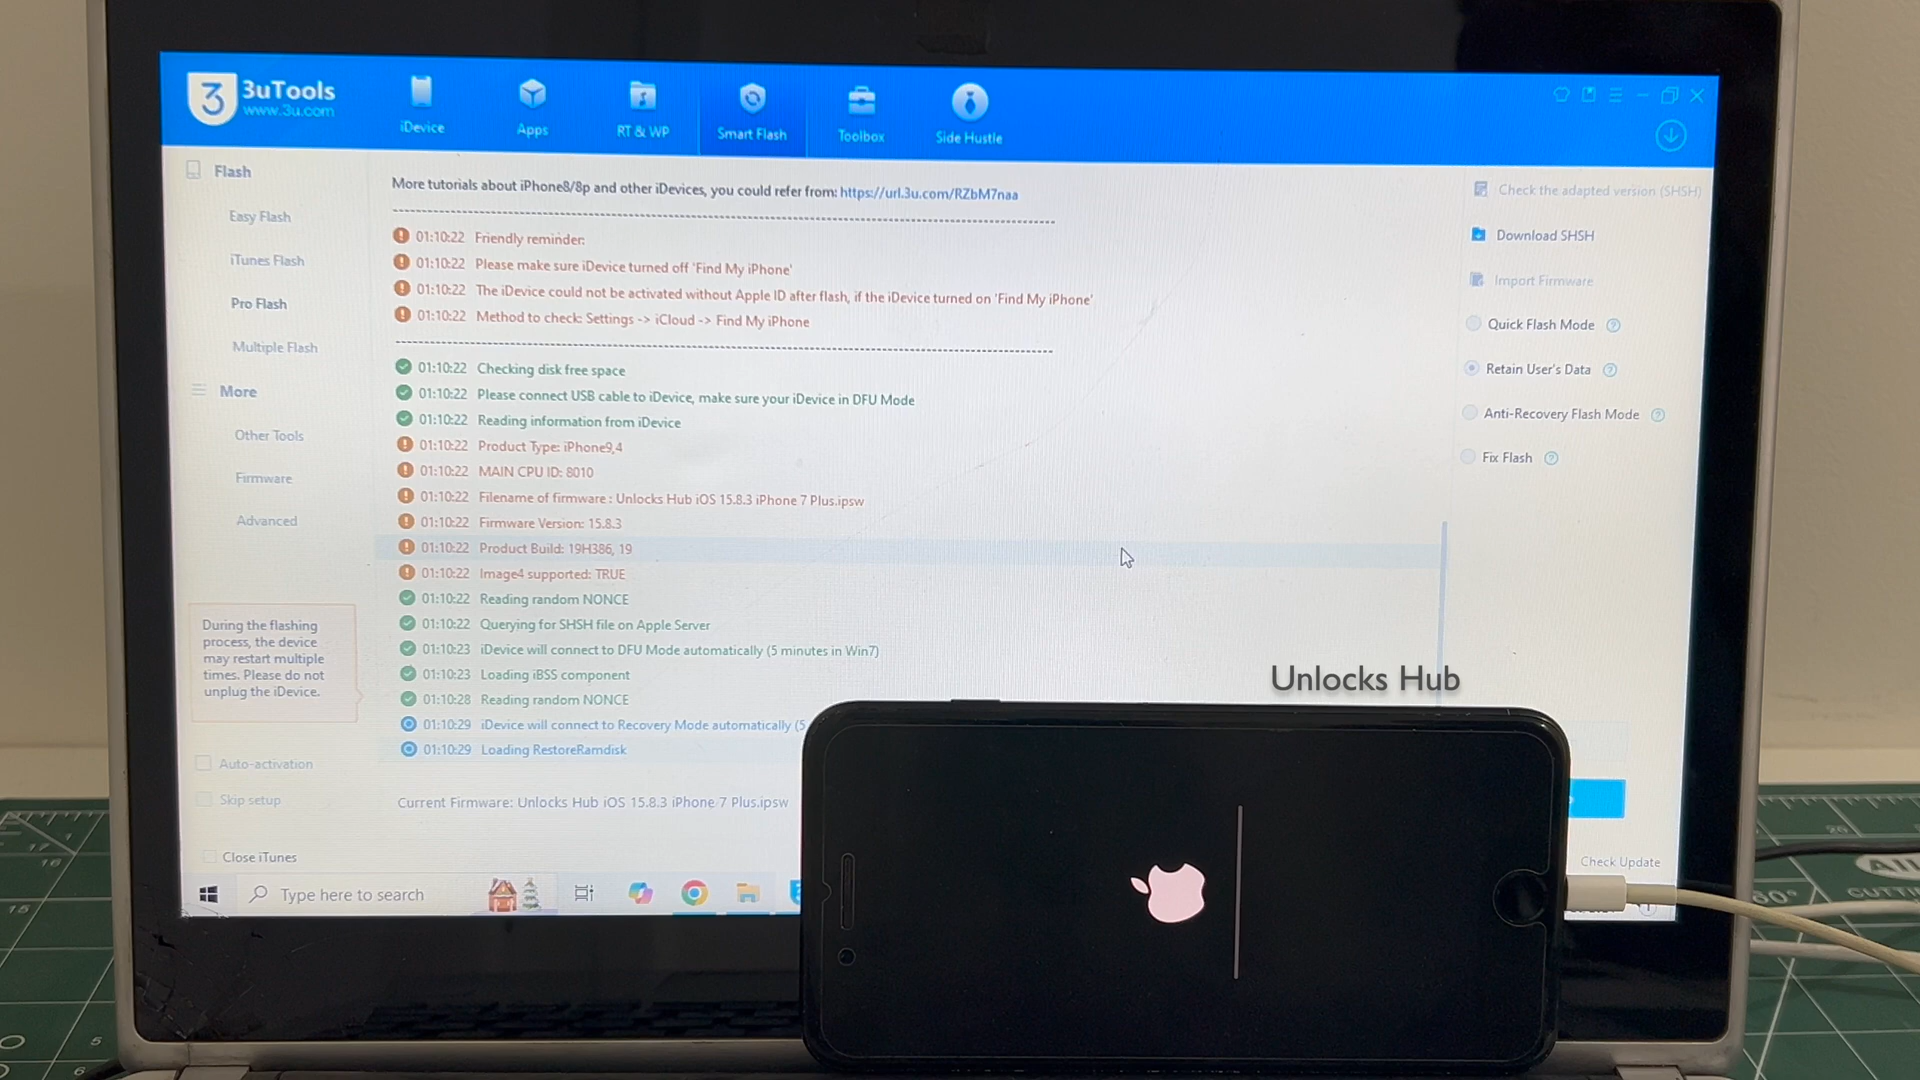 3uTools
www.3u.com
iDevice
Apps
RT & WP
Smart Flash
Toolbox
Side Hustle
Flash
Easy Flash
iTunes Flash
Pro Flash
Multiple Flash
More
Other Tools
Firmware
Advanced
During the flashing
process, the device
may restart multiple
times. Please do not
unplug the iDevice.
Auto-activation
Skip setup
Close iTunes
More tutorials about iPhone8/8p and other iDevices, you could refer from: https://url.3u.com/RZbM7naa
01:10:22 Friendly reminder:
01:10:22 Please make sure iDevice turned off 'Find My iPhone'
01:10:22 The iDevice could not be activated without Apple ID after flash, if the iDevice turned on 'Find My iPhone'
01:10:22 Method to check: Settings -> iCloud -> Find My iPhone
01:10:22 Checking disk free space
01:10:22 Please connect USB cable to iDevice, make sure your iDevice in DFU Mode
01:10:22 Reading information from iDevice
01:10:22 Product Type: iPhone9,4
01:10:22 MAIN CPU ID: 8010
01:10:22 Filename of firmware : Unlocks Hub iOS 15.8.3 iPhone 7 Plus.ipsw
01:10:22 Firmware Version: 15.8.3
01:10:22 Product Build: 19H386, 19
01:10:22 Image4 supported: TRUE
01:10:22 Reading random NONCE
01:10:22 Querying for SHSH file on Apple Server
01:10:23 iDevice will connect to DFU Mode automatically (5 minutes in Win7)
01:10:23 Loading iBSS component
01:10:28 Reading random NONCE
01:10:29 iDevice will connect to Recovery Mode automatically (5
01:10:29 Loading RestoreRamdisk
Current Firmware: Unlocks Hub iOS 15.8.3 iPhone 7 Plus.ipsw
Check the adapted version (SHSH)
Download SHSH
Import Firmware
Quick Flash Mode
Retain User's Data
Anti-Recovery Flash Mode
Fix Flash
Unlocks Hub
Check Update
Type here to search